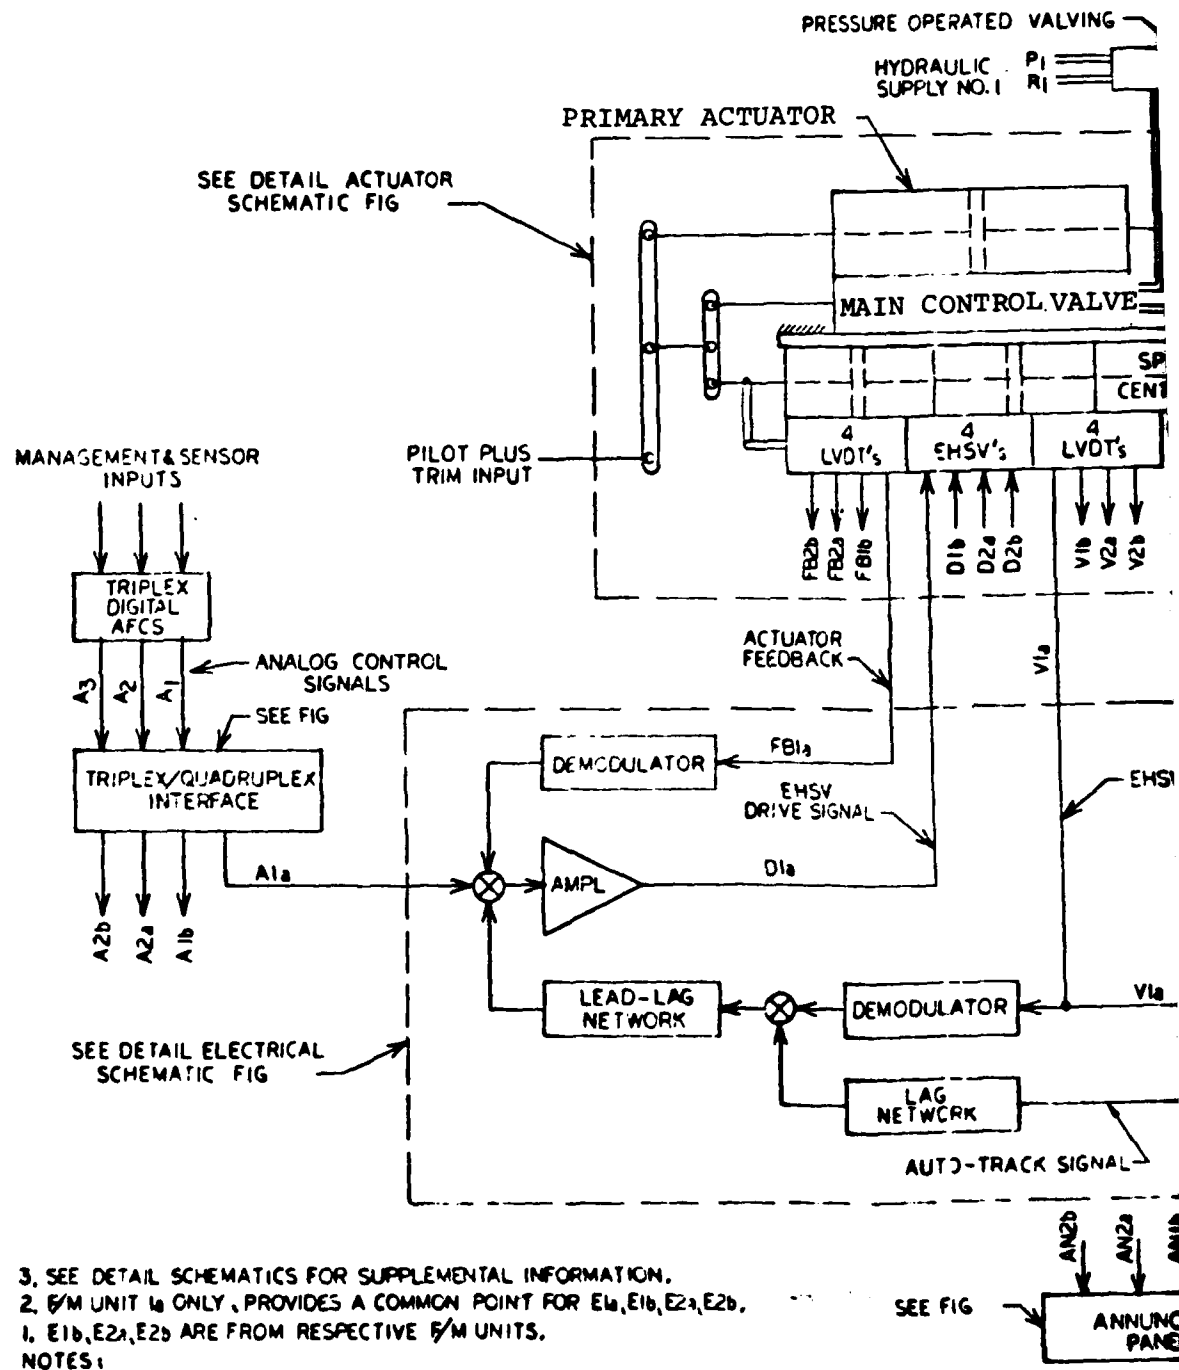 PRESSURE OPERATED VALVING
HYDRAULIC
SUPPLY NO. 1
P1
R1
PRIMARY ACTUATOR
SEE DETAIL ACTUATOR
SCHEMATIC FIG
MAIN CONTROL VALVE
SP
CENT
4
LVDT's
4
EHSV's
4
LVDT's
PILOT PLUS
TRIM INPUT
MANAGEMENT & SENSOR
INPUTS
FB2b
FB2a
FB1b
D1b
D2a
D2b
V1b
V2a
V2b
TRIPLEX
DIGITAL
AFCS
ACTUATOR
FEEDBACK
V1a
A3
A2
A1
ANALOG CONTROL
SIGNALS
SEE FIG
DEMODULATOR
FB1a
TRIPLEX/QUADRUPLEX
INTERFACE
EHSV
DRIVE SIGNAL
EHSV
A1a
AMPL
D1a
A2b
A2a
A1b
LEAD-LAG
NETWORK
DEMODULATOR
V1a
SEE DETAIL ELECTRICAL
SCHEMATIC FIG
LAG
NETWORK
AUTO-TRACK SIGNAL
AN2b
AN2a
AN1b
3. SEE DETAIL SCHEMATICS FOR SUPPLEMENTAL INFORMATION.
2. E/M UNIT 1a ONLY, PROVIDES A COMMON POINT FOR E1a, E1b, E2a, E2b.
1. E1b, E2a, E2b ARE FROM RESPECTIVE E/M UNITS.
NOTES:
SEE FIG
ANNUNC
PANE